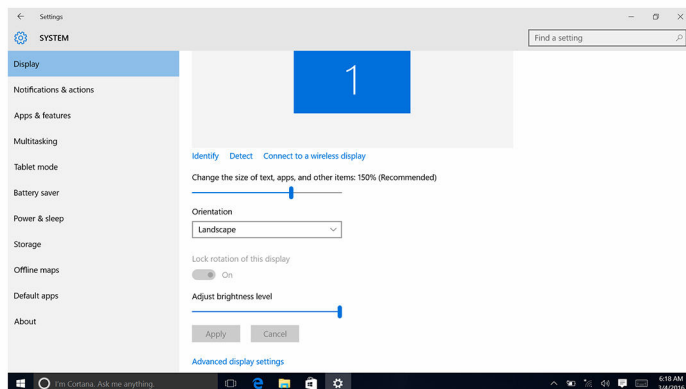 Settings
SYSTEM
Find a setting
Display
Notifications & actions
Apps & features
Multitasking
Tablet mode
Battery saver
Power & sleep
Storage
Offline maps
Default apps
About
1
Identify Detect Connect to a wireless display
Change the size of text, apps, and other items: 150% (Recommended)
Orientation
Landscape
Lock rotation of this display
On
Adjust brightness level
Apply Cancel
Advanced display settings
I'm Cortana. Ask me anything.
6:18 AM
3/4/2016